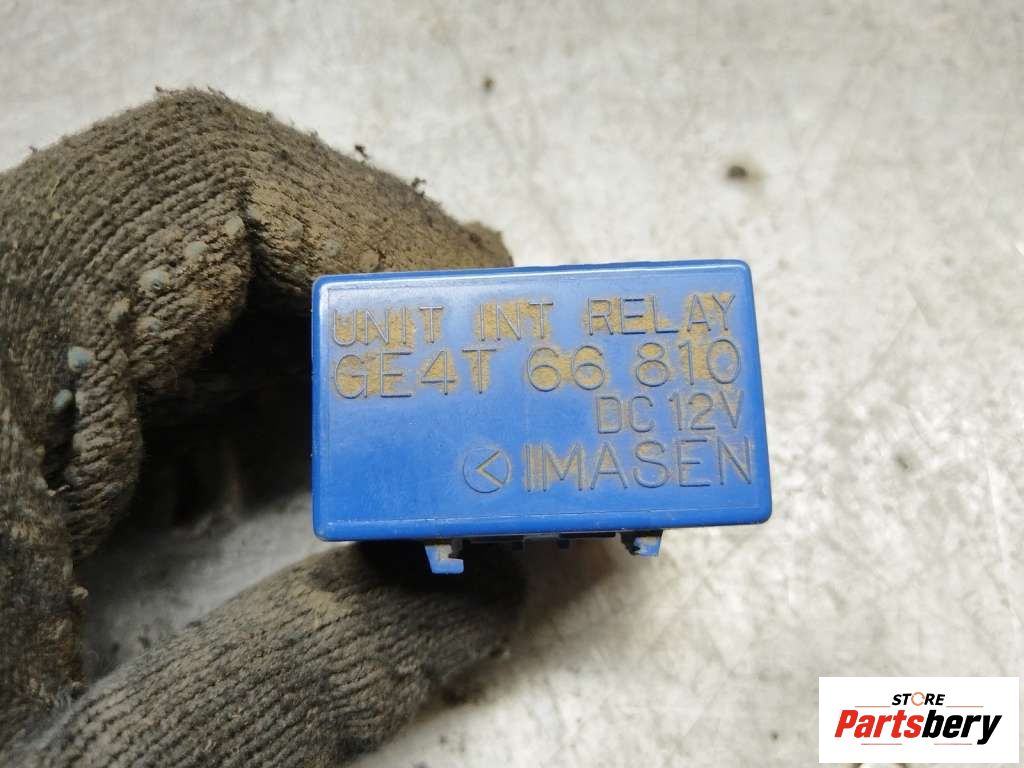 UNIT INT RELAY
GE4T 66 810
DC 12V
IMASEN
STORE
Partsbery